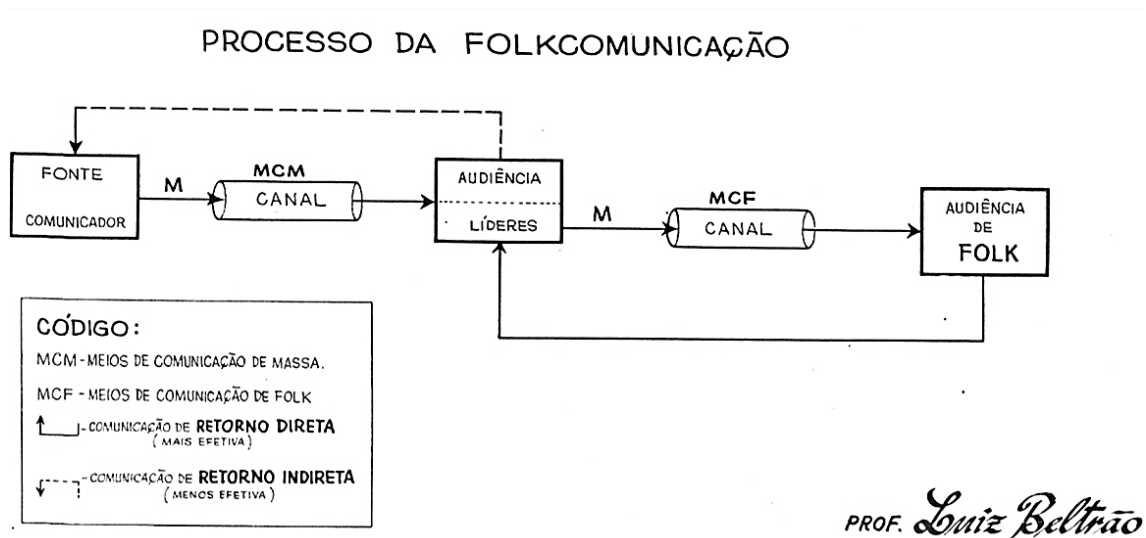 PROCESSO DA FOLKCOMUNICAÇÃO
FONTE
COMUNICADOR
M
MCM
CANAL
AUDIÊNCIA
LÍDERES
M
MCF
CANAL
AUDIÊNCIA
DE
FOLK
CÓDIGO:
MCM-MEIOS DE COMUNICAÇÃO DE MASSA.
MCF - MEIOS DE COMUNICAÇÃO DE FOLK
-COMUNICAÇÃO DE RETORNO DIRETA
(MAIS EFETIVA)
-COMUNICAÇÃO DE RETORNO INDIRETA
(MENOS EFETIVA)
PROF. Luiz Beltrão